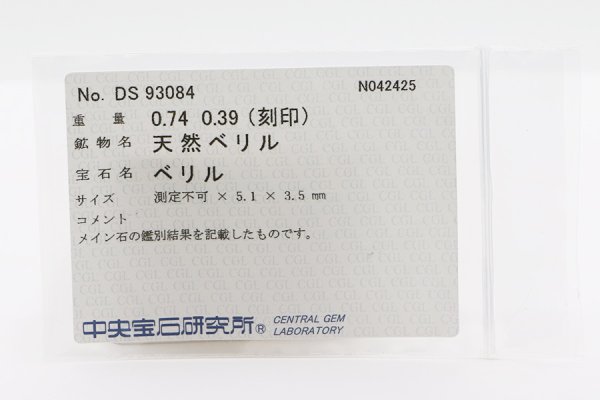 No. DS 93084 N042425
重量 0.74 0.39 (刻印)
鉱物名 天然ベリル
宝石名 ベリル
サイズ 測定不可 × 5.1 × 3.5 mm
コメント
メイン石の鑑別結果を記載したものです。
中央宝石研究所® CENTRAL GEM
LABORATORY